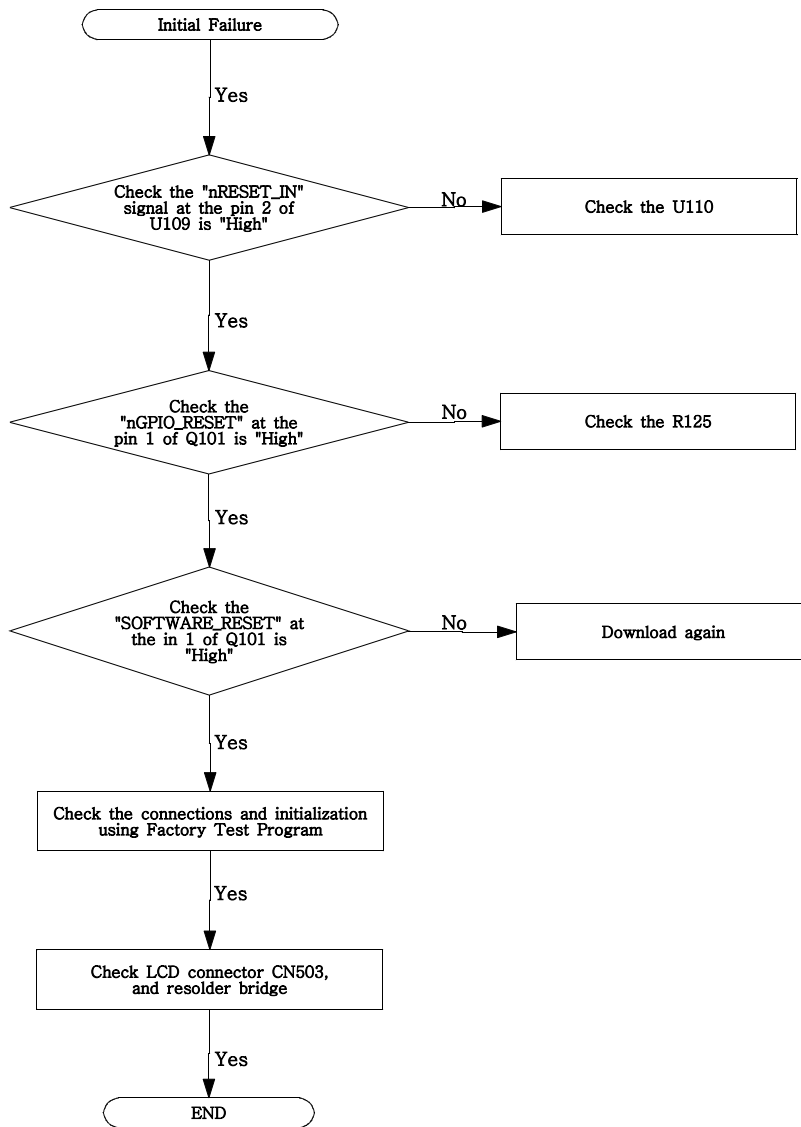 Initial Failure
Yes
Check the "nRESET_IN"
signal at the pin 2 of
U109 is "High"
No
Check the U110
Yes
Check the
"nGPIO_RESET" at the
pin 1 of Q101 is "High"
No
Check the R125
Yes
Check the
"SOFTWARE_RESET" at
the in 1 of Q101 is
"High"
No
Download again
Yes
Check the connections and initialization
using Factory Test Program
Yes
Check LCD connector CN503,
and resolder bridge
Yes
END